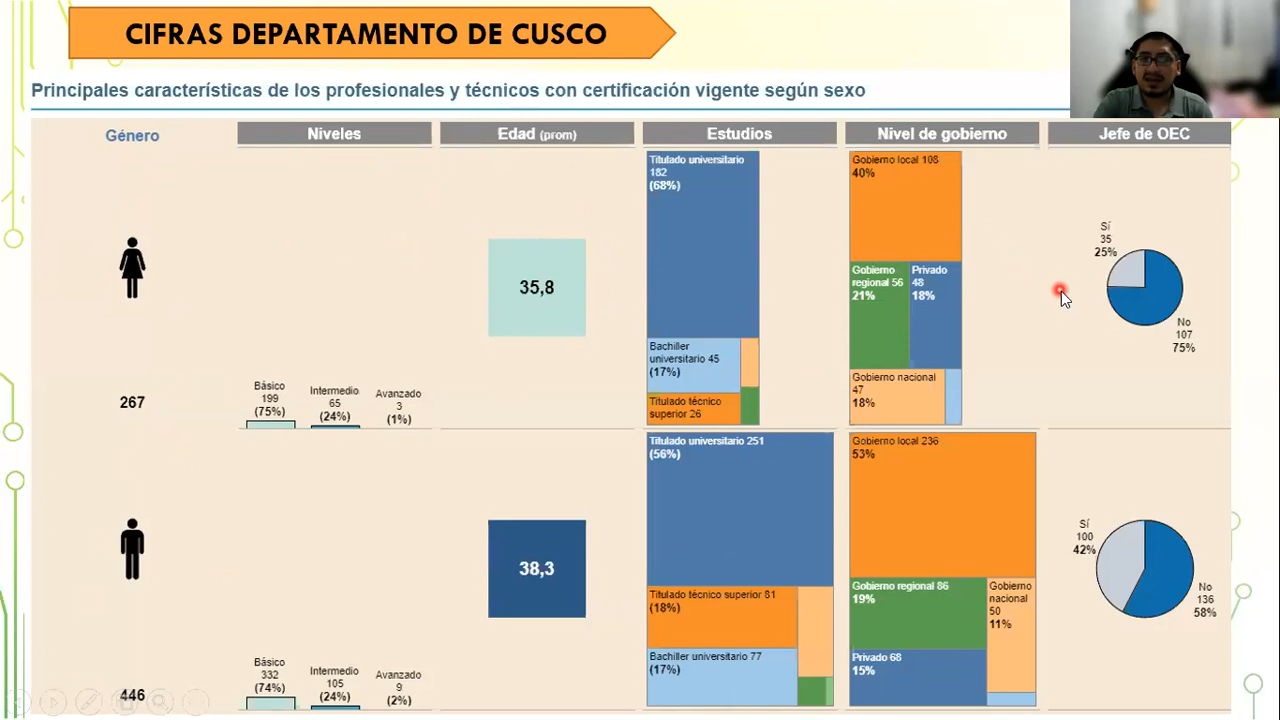 CIFRAS DEPARTAMENTO DE CUSCO
Principales características de los profesionales y técnicos con certificación vigente según sexo
Género
Niveles
Edad (prom)
Estudios
Nivel de gobierno
Jefe de OEC
267
Básico
199
(75%)
Intermedio
65
(24%)
Avanzado
3
(1%)
35,8
Titulado universitario
182
(68%)
Bachiller
universitario 45
(17%)
Titulado técnico
superior 26
Gobierno local 108
40%
Gobierno
regional 56
21%
Privado
48
18%
Gobierno nacional
47
18%
Sí
35
25%
No
107
75%
446
Básico
332
(74%)
Intermedio
105
(24%)
Avanzado
9
(2%)
38,3
Titulado universitario 251
(56%)
Titulado técnico superior 81
(18%)
Bachiller universitario 77
(17%)
Gobierno local 236
53%
Gobierno regional 86
19%
Gobierno
nacional
50
11%
Privado 68
15%
Sí
100
42%
No
136
58%